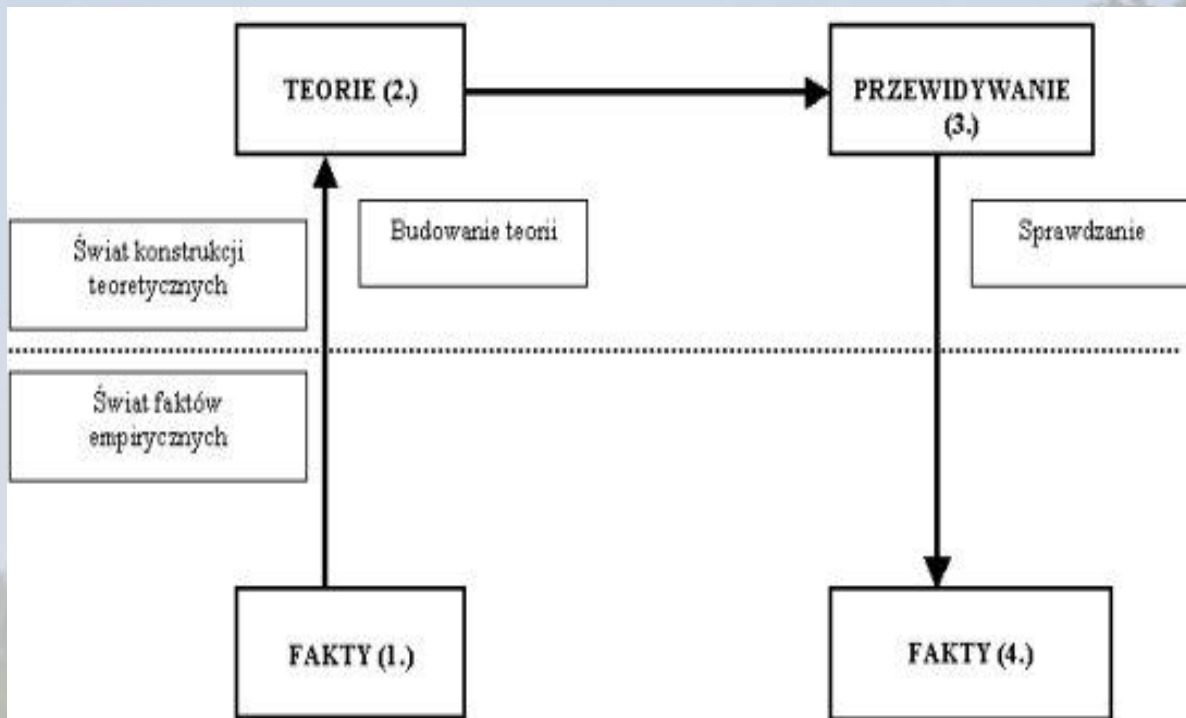 TEORIE (2.)
PRZEWIDYWANIE
(3.)
Budowanie teorii
Sprawdzanie
Świat konstrukcji
teoretycznych
Świat faktów
empirycznych
FAKTY (1.)
FAKTY (4.)